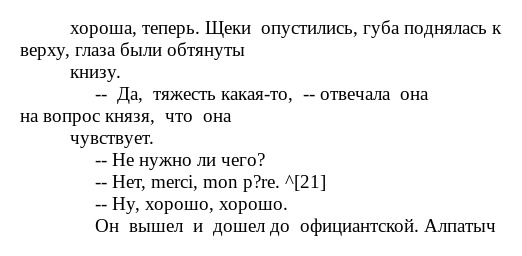 хороша, теперь. Щеки  опустились, губа поднялась к
верху, глаза были обтянуты
книзу.
--  Да,  тяжесть какая-то,  -- отвечала  она
на вопрос князя,  что  она
чувствует.
-- Не нужно ли чего?
-- Нет, merci, mon p?re. ^[21]
-- Ну, хорошо, хорошо.
Он  вышел  и  дошел до  официантской. Алпатыч